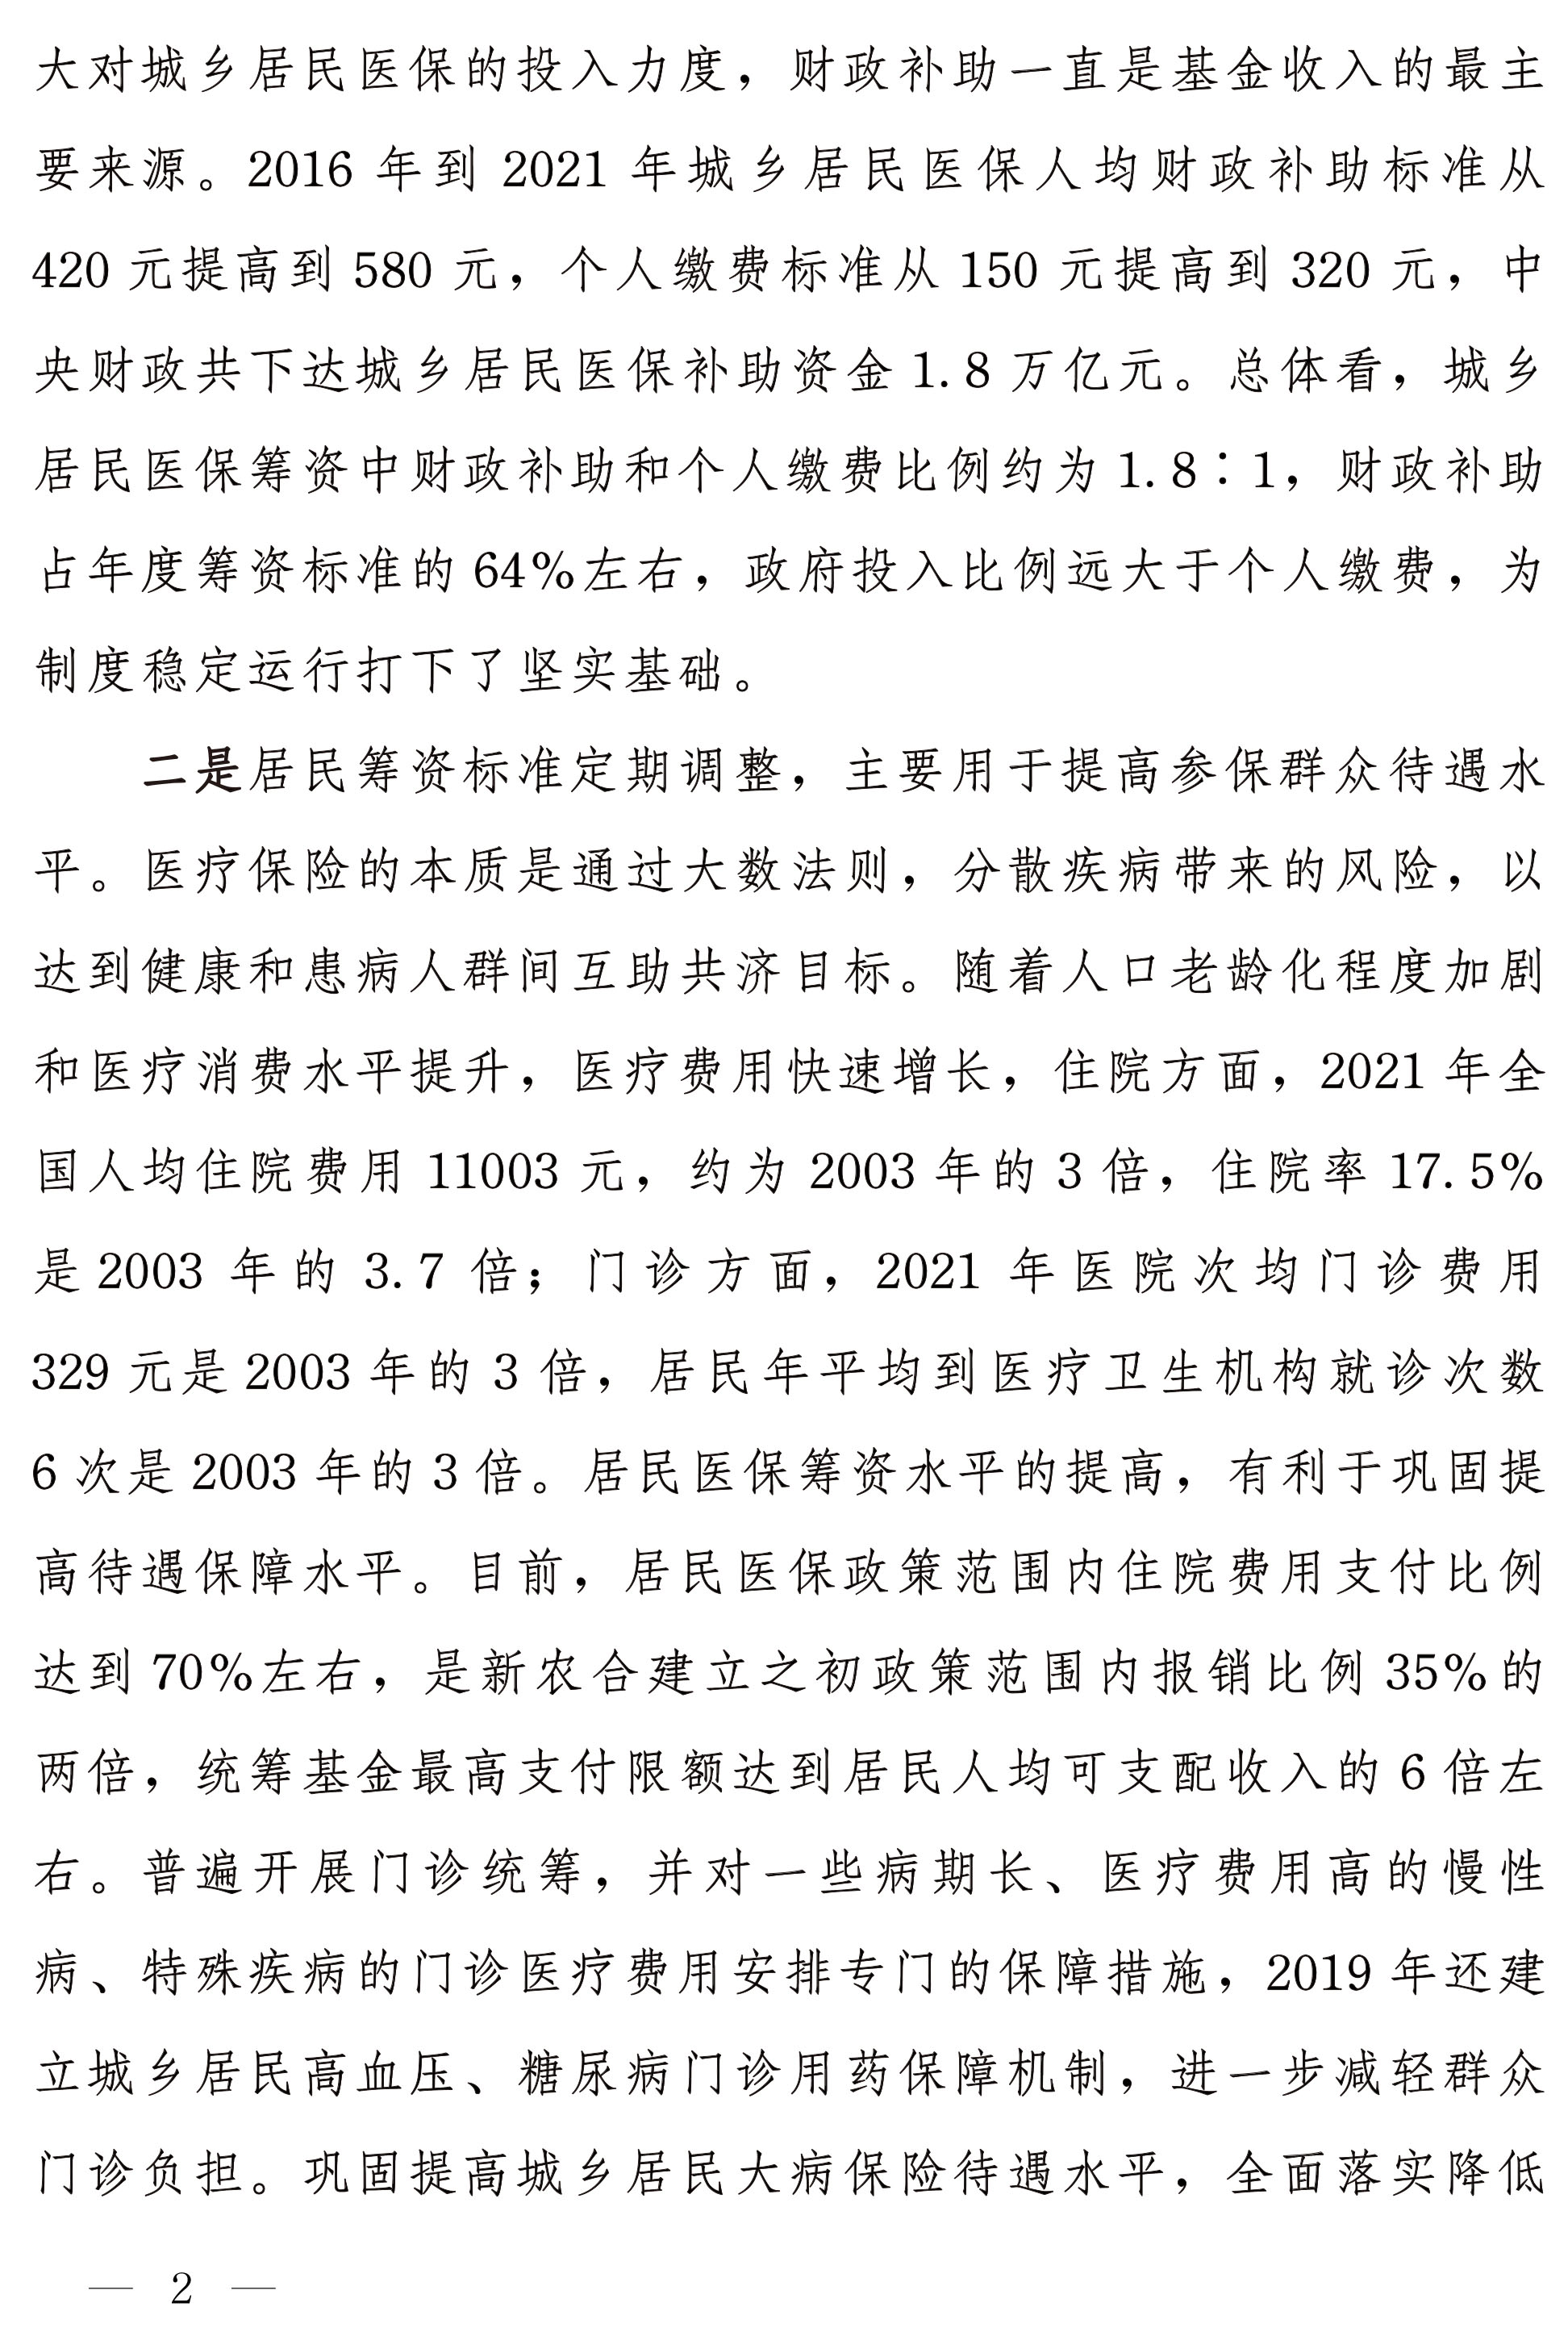 大对城乡居民医保的投入力度，财政补助一直是基金收入的最主
要来源。2016 年到 2021 年城乡居民医保人均财政补助标准从
420 元提高到 580 元，个人缴费标准从 150 元提高到 320 元，中
央财政共下达城乡居民医保补助资金 1.8 万亿元。总体看，城乡
居民医保筹资中财政补助和个人缴费比例约为 1.8∶1，财政补助
占年度筹资标准的 64%左右，政府投入比例远大于个人缴费，为
制度稳定运行打下了坚实基础。
二是居民筹资标准定期调整，主要用于提高参保群众待遇水
平。医疗保险的本质是通过大数法则，分散疾病带来的风险，以
达到健康和患病人群间互助共济目标。随着人口老龄化程度加剧
和医疗消费水平提升，医疗费用快速增长，住院方面，2021 年全
国人均住院费用 11003 元，约为 2003 年的 3 倍，住院率 17.5%
是 2003 年的 3.7 倍；门诊方面，2021 年医院次均门诊费用
329 元是 2003 年的 3 倍，居民年平均到医疗卫生机构就诊次数
6 次是 2003 年的 3 倍。居民医保筹资水平的提高，有利于巩固提
高待遇保障水平。目前，居民医保政策范围内住院费用支付比例
达到 70%左右，是新农合建立之初政策范围内报销比例 35%的
两倍，统筹基金最高支付限额达到居民人均可支配收入的 6 倍左
右。普遍开展门诊统筹，并对一些病期长、医疗费用高的慢性
病、特殊疾病的门诊医疗费用安排专门的保障措施，2019 年还建
立城乡居民高血压、糖尿病门诊用药保障机制，进一步减轻群众
门诊负担。巩固提高城乡居民大病保险待遇水平，全面落实降低
— 2 —